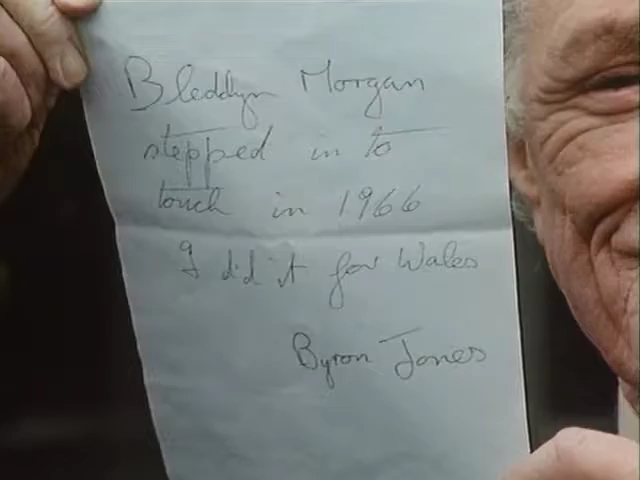 Bleddyn Morgan
stepped in to
touch in 1966
I did it for Wales
Byron Jones